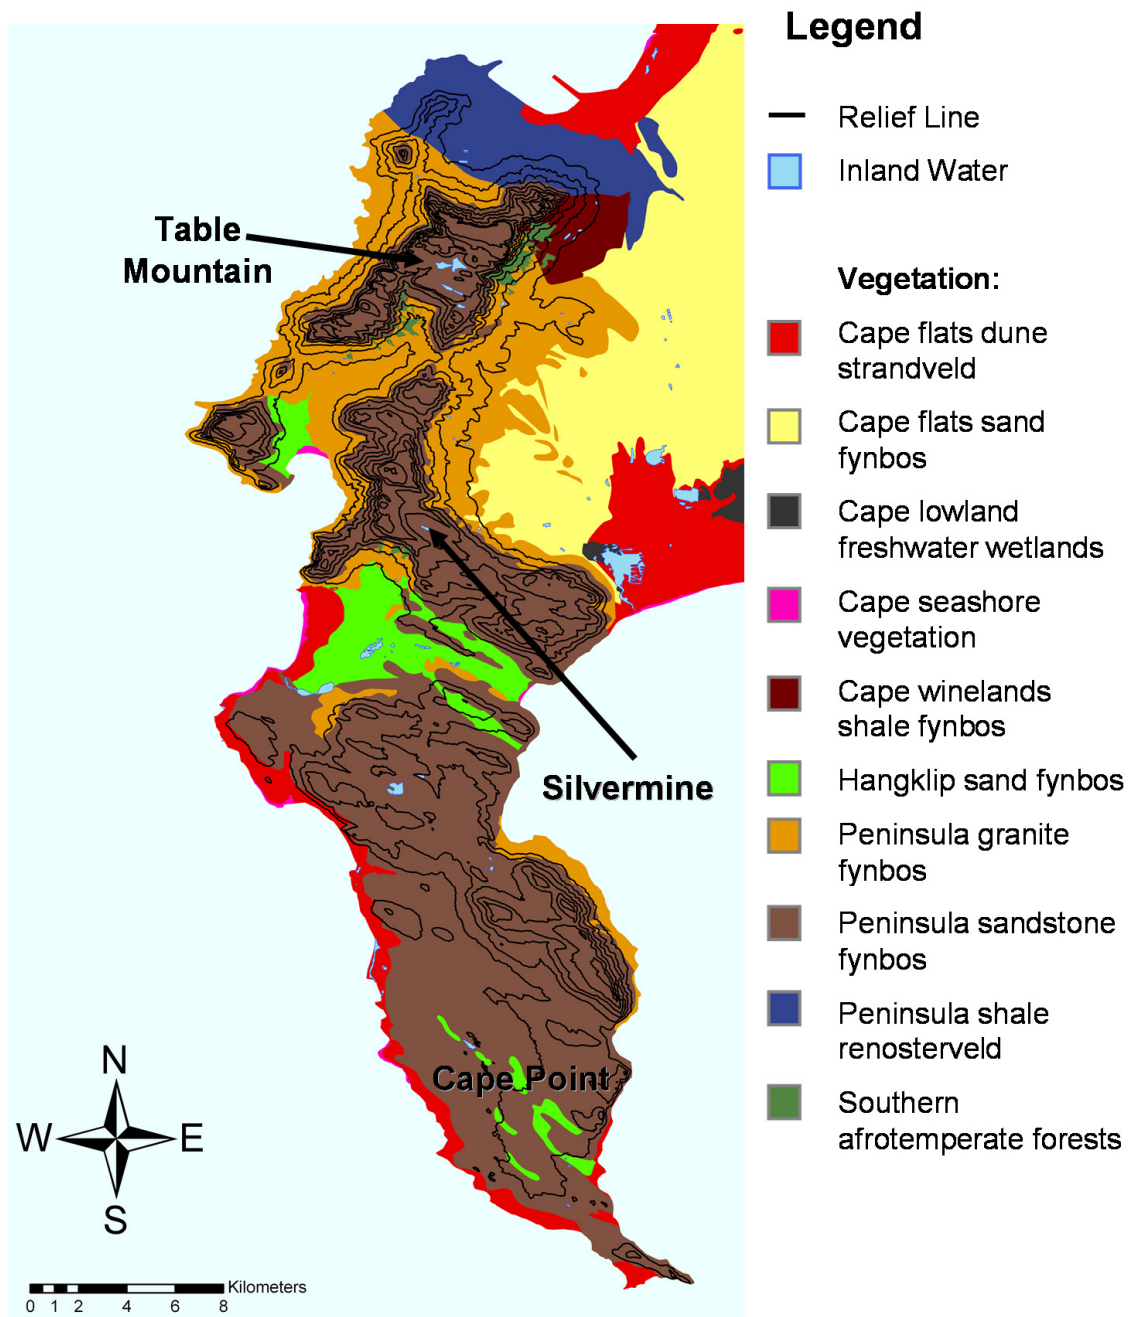 Legend
Relief Line
Inland Water
Vegetation:
Cape flats dune
strandveld
Cape flats sand
fynbos
Cape lowland
freshwater wetlands
Cape seashore
vegetation
Cape winelands
shale fynbos
Hangklip sand fynbos
Peninsula granite
fynbos
Peninsula sandstone
fynbos
Peninsula shale
renosterveld
Southern
afrotemperate forests
Table
Mountain
Silvermine
Cape Point
N
W E
S
Kilometers
0 1 2 4 6 8